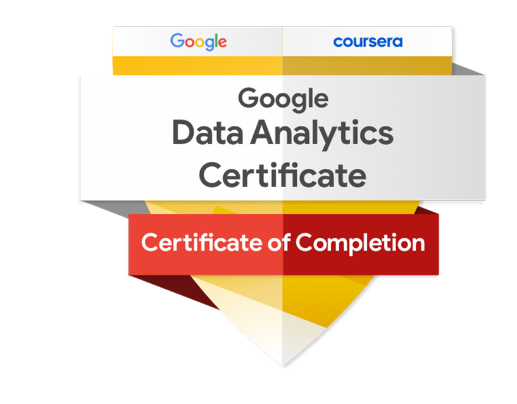 Google coursera
Google
Data Analytics
Certificate
Certificate of Completion